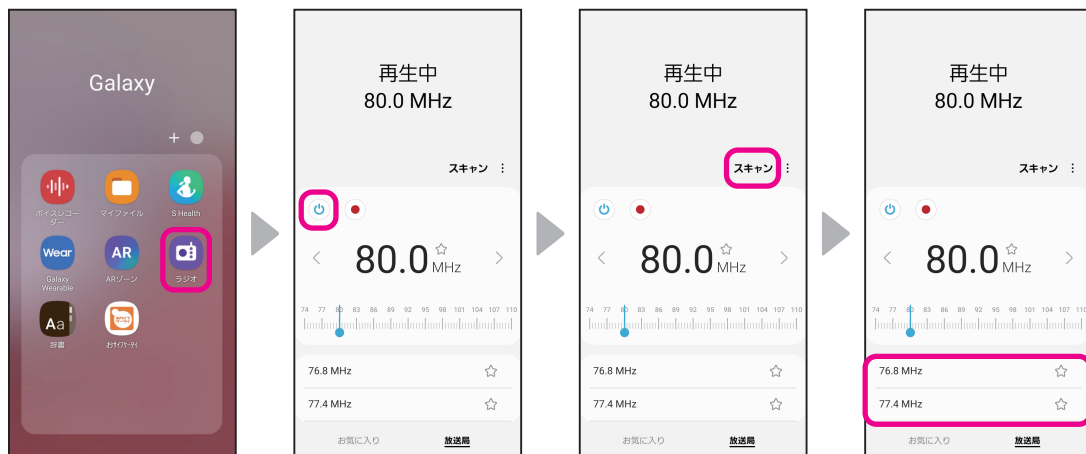 Galaxy
ボイスレコー
ダー
マイファイル
S Health
Wear
Galaxy
Wearable
AR
ARゾーン
ラジオ
Aa
辞書
おサイフケータイ
おサイフケータイ
再生中
80.0 MHz
スキャン
80.0 MHz
74 77 80 83 86 89 92 95 98 101 104 107 110
76.8 MHz
77.4 MHz
お気に入り 放送局
再生中
80.0 MHz
スキャン
80.0 MHz
74 77 80 83 86 89 92 95 98 101 104 107 110
76.8 MHz
77.4 MHz
お気に入り 放送局
再生中
80.0 MHz
スキャン
80.0 MHz
74 77 80 83 86 89 92 95 98 101 104 107 110
76.8 MHz
77.4 MHz
お気に入り 放送局